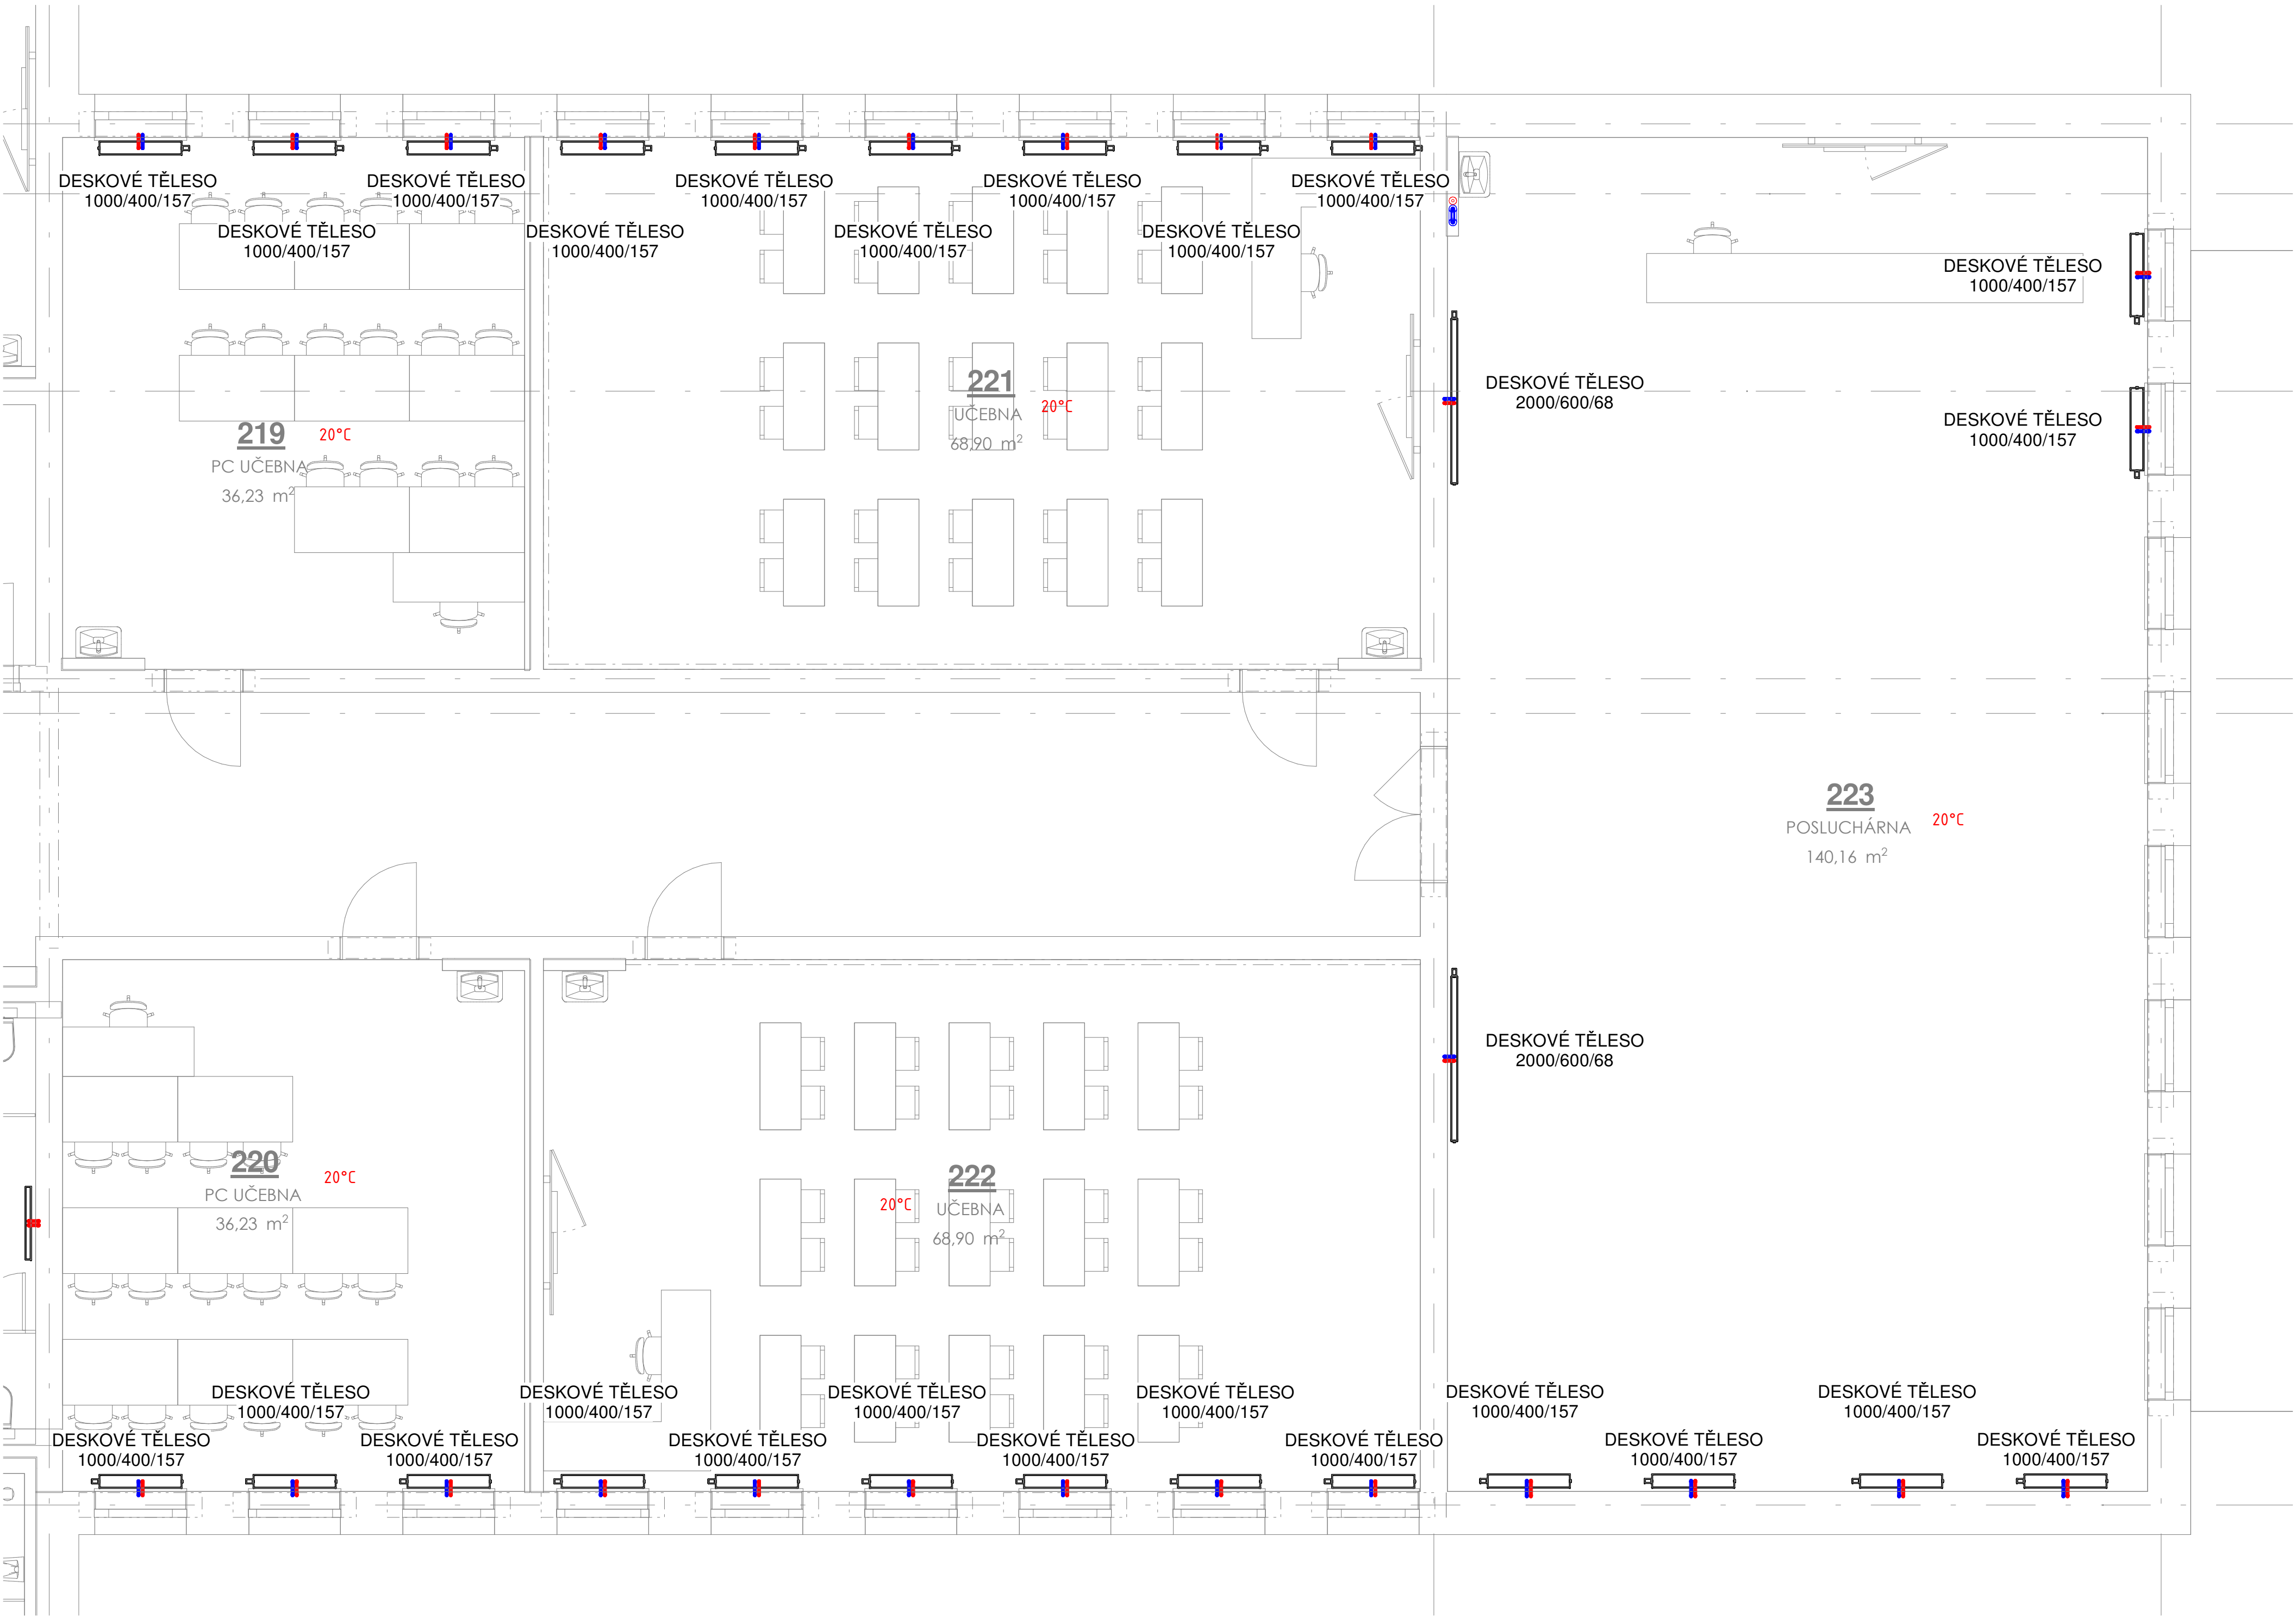 DESKOVÉ TĚLESO
1000/400/157
DESKOVÉ TĚLESO
1000/400/157
DESKOVÉ TĚLESO
1000/400/157
DESKOVÉ TĚLESO
1000/400/157
DESKOVÉ TĚLESO
1000/400/157
DESKOVÉ TĚLESO
1000/400/157
DESKOVÉ TĚLESO
1000/400/157
DESKOVÉ TĚLESO
1000/400/157
DESKOVÉ TĚLESO
1000/400/157
DESKOVÉ TĚLESO
1000/400/157
DESKOVÉ TĚLESO
2000/600/68
DESKOVÉ TĚLESO
1000/400/157
219
20°C
PC UČEBNA
36,23 m²
221
20°C
UČEBNA
68,90 m²
223
20°C
POSLUCHÁRNA
140,16 m²
DESKOVÉ TĚLESO
2000/600/68
220
20°C
PC UČEBNA
36,23 m²
222
20°C
UČEBNA
68,90 m²
DESKOVÉ TĚLESO
1000/400/157
DESKOVÉ TĚLESO
1000/400/157
DESKOVÉ TĚLESO
1000/400/157
DESKOVÉ TĚLESO
1000/400/157
DESKOVÉ TĚLESO
1000/400/157
DESKOVÉ TĚLESO
1000/400/157
DESKOVÉ TĚLESO
1000/400/157
DESKOVÉ TĚLESO
1000/400/157
DESKOVÉ TĚLESO
1000/400/157
DESKOVÉ TĚLESO
1000/400/157
DESKOVÉ TĚLESO
1000/400/157
DESKOVÉ TĚLESO
1000/400/157
DESKOVÉ TĚLESO
1000/400/157